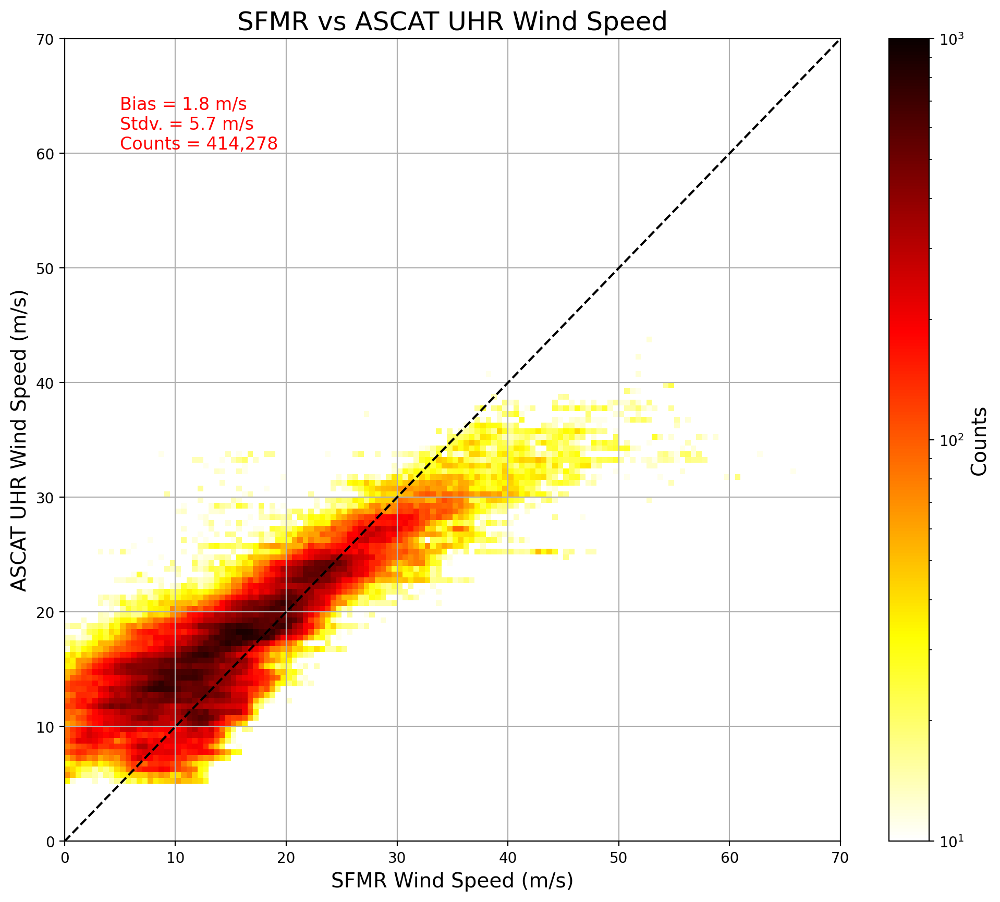 SFMR vs ASCAT UHR Wind Speed
Bias = 1.8 m/s
Stdv. = 5.7 m/s
Counts = 414,278
ASCAT UHR Wind Speed (m/s)
70
60
50
40
30
20
10
0
0 10 20 30 40 50 60 70
SFMR Wind Speed (m/s)
10³
10²
10¹
Counts